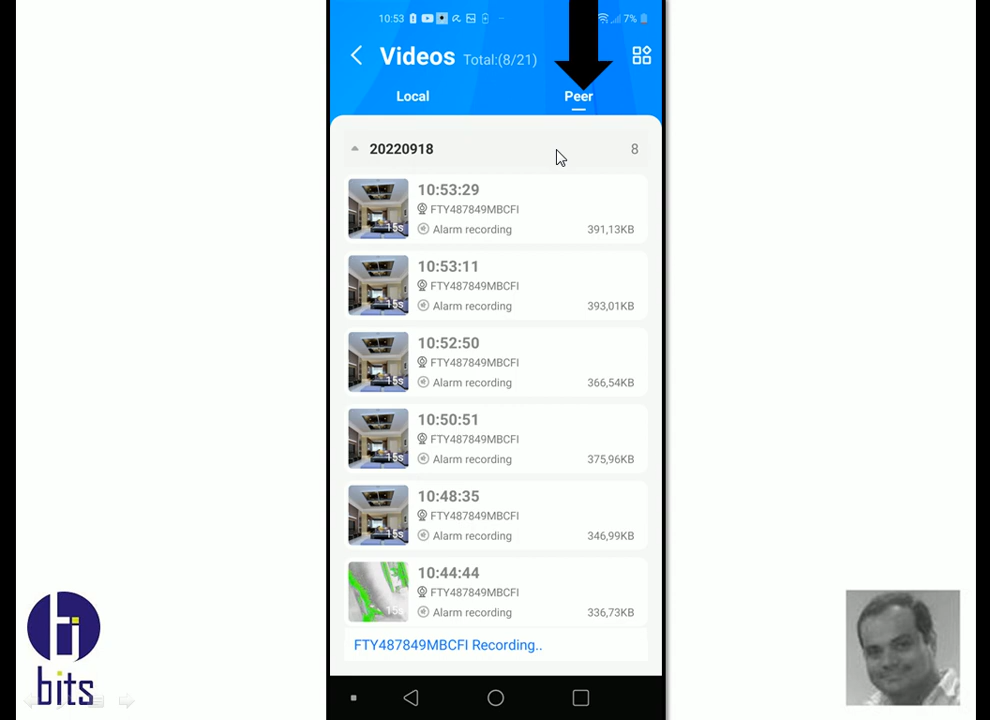 10:53
7%
Videos Total:(8/21)
Local
Peer
20220918
8
10:53:29
FTY487849MBCFI
Alarm recording
391,13KB
15s
10:53:11
FTY487849MBCFI
Alarm recording
393,01KB
15s
10:52:50
FTY487849MBCFI
Alarm recording
366,54KB
15s
10:50:51
FTY487849MBCFI
Alarm recording
375,96KB
15s
10:48:35
FTY487849MBCFI
Alarm recording
346,99KB
15s
10:44:44
FTY487849MBCFI
Alarm recording
336,73KB
15s
FTY487849MBCFI Recording..
bits